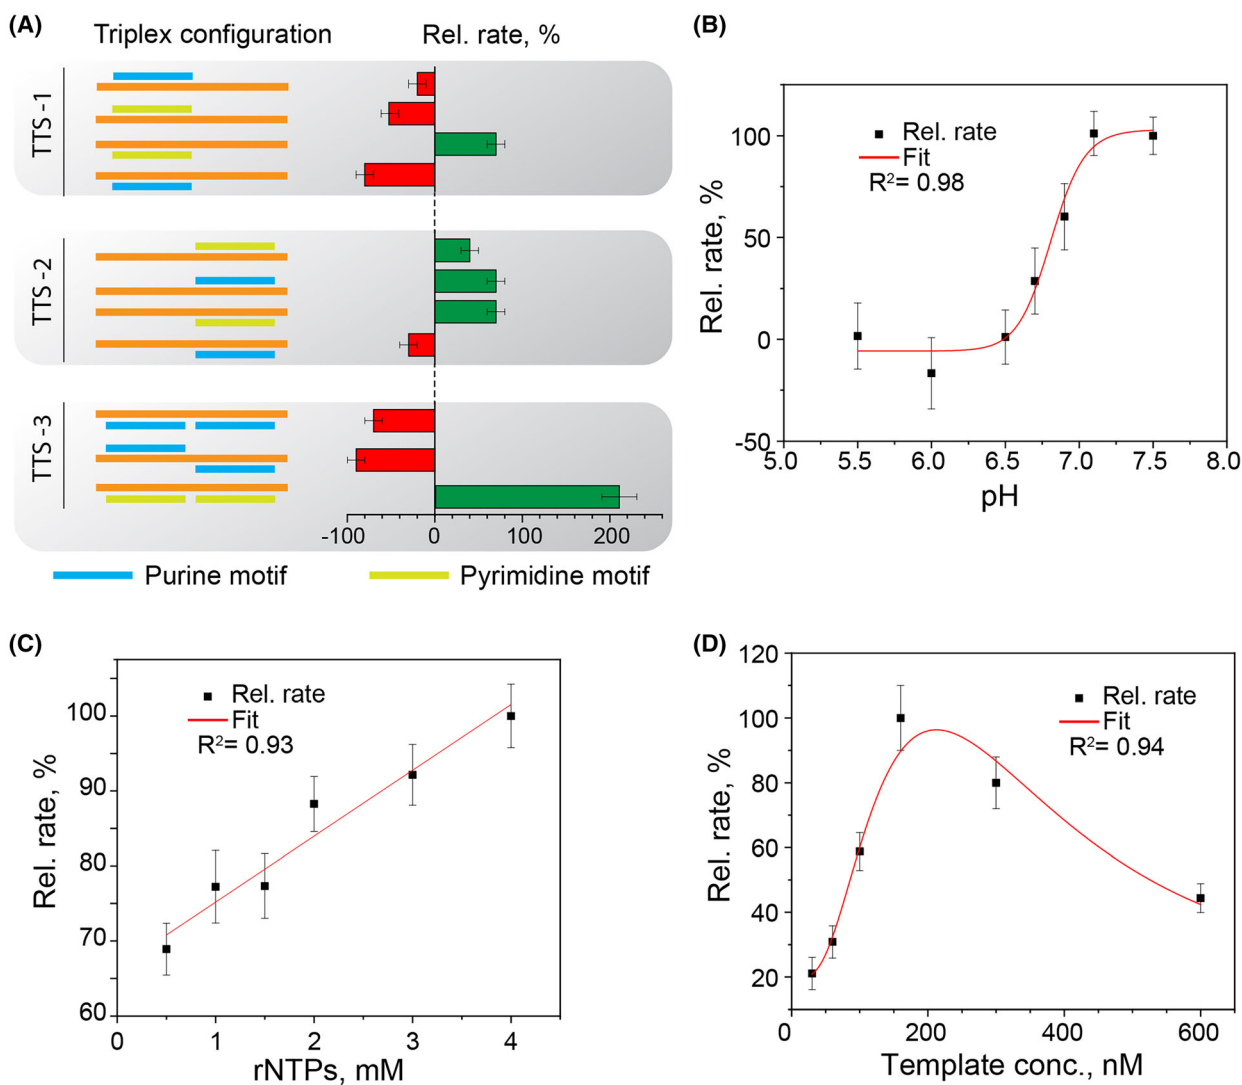 (A)
Triplex configuration Rel. rate, %
TTS-1
TTS-2
TTS-3
-100 0 100 200
Purine motif Pyrimidine motif
(B)
Rel. rate, %
100
50
0
-50
Rel. rate
Fit
R²= 0.98
5.0 5.5 6.0 6.5 7.0 7.5 8.0
pH
(C)
Rel. rate, %
100
90
80
70
60
Rel. rate
Fit
R²= 0.93
0 1 2 3 4
rNTPs, mM
(D)
Rel. rate, %
120
100
80
60
40
20
Rel. rate
Fit
R²= 0.94
0 200 400 600
Template conc., nM